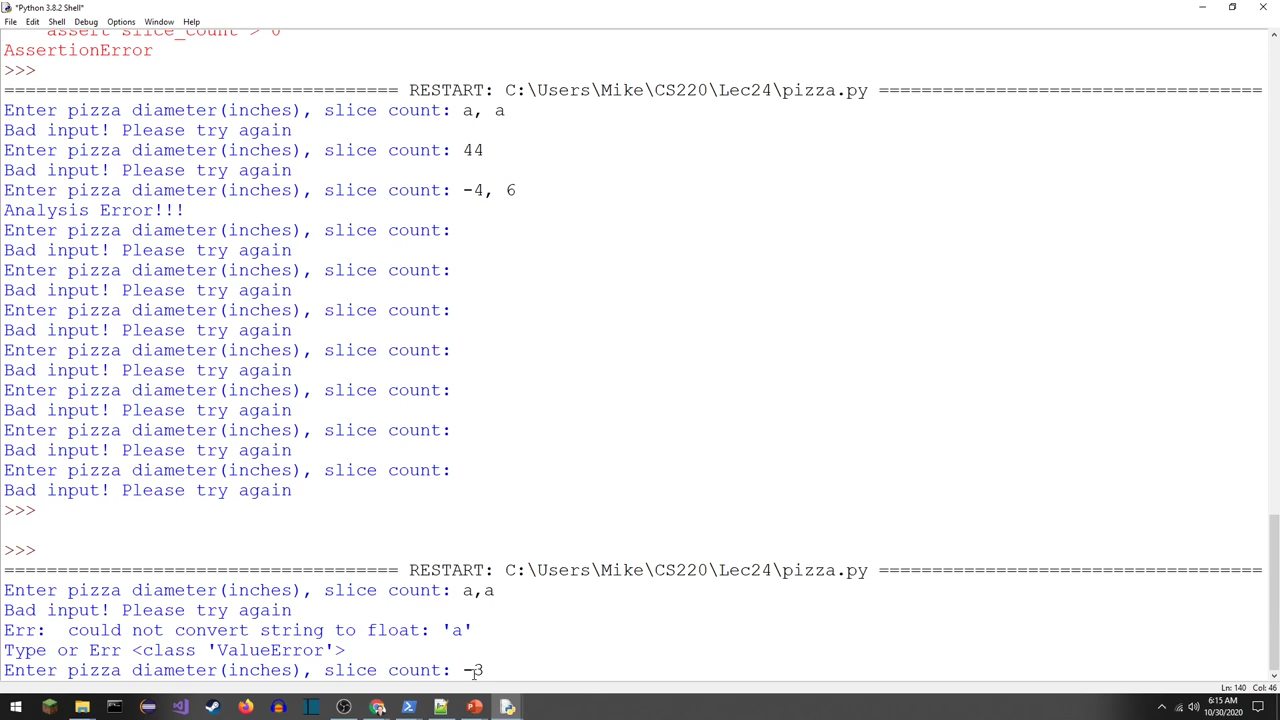 *Python 3.8.2 Shell*
File Edit Shell Debug Options Window Help
assert slice_count > 0
AssertionError
>>>
===================================== RESTART: C:\Users\Mike\CS220\Lec24\pizza.py ====================================
Enter pizza diameter(inches), slice count: a, a
Bad input! Please try again
Enter pizza diameter(inches), slice count: 44
Bad input! Please try again
Enter pizza diameter(inches), slice count: -4, 6
Analysis Error!!!
Enter pizza diameter(inches), slice count:
Bad input! Please try again
Enter pizza diameter(inches), slice count:
Bad input! Please try again
Enter pizza diameter(inches), slice count:
Bad input! Please try again
Enter pizza diameter(inches), slice count:
Bad input! Please try again
Enter pizza diameter(inches), slice count:
Bad input! Please try again
Enter pizza diameter(inches), slice count:
Bad input! Please try again
Enter pizza diameter(inches), slice count:
Bad input! Please try again
>>>
>>>
===================================== RESTART: C:\Users\Mike\CS220\Lec24\pizza.py ====================================
Enter pizza diameter(inches), slice count: a,a
Bad input! Please try again
Err:  could not convert string to float: 'a'
Type or Err <class 'ValueError'>
Enter pizza diameter(inches), slice count: -3
Ln: 140 Col: 46
6:15 AM
10/30/2020